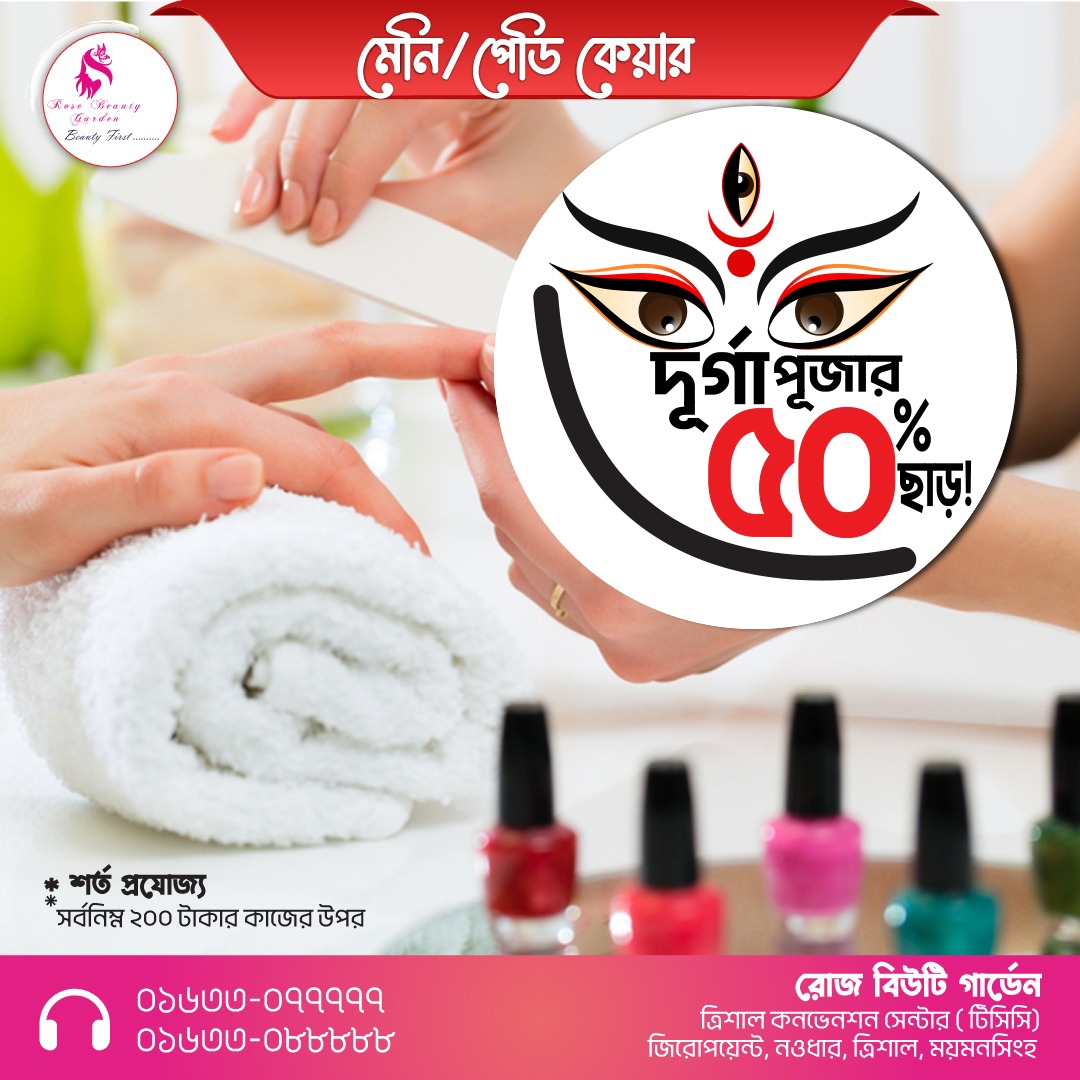 মেনি/পেডি কেয়ার
Rose Beauty
Garden
Beauty First..........
দূর্গা পূজার
৫০%
ছাড়!
* শর্ত প্রযোজ্য
* সর্বনিম্ন ২০০ টাকার কাজের উপর
০১৬৩৩-০৭৭৭৭৭
০১৬৩৩-০৮৮৮৮৮
রোজ বিউটি গার্ডেন
ত্রিশাল কনভেনশন সেন্টার ( টিসিসি)
জিরোপয়েন্ট, নওধার, ত্রিশাল, ময়মনসিংহ